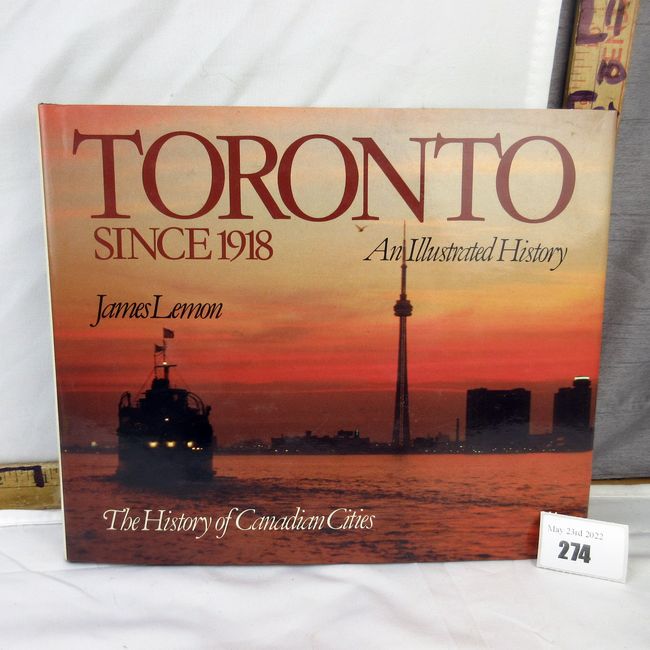 TORONTO
SINCE 1918
An Illustrated History
James Lemon
The History of Canadian Cities
May 23rd 2022
274